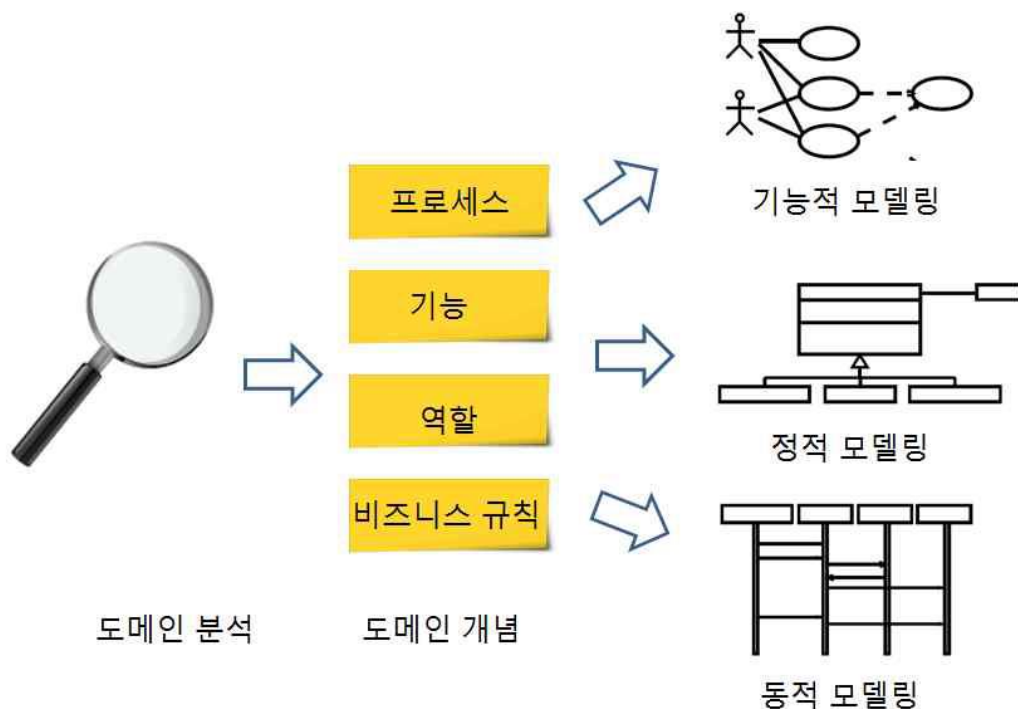 프로세스
기능
역할
비즈니스 규칙
도메인 분석
도메인 개념
기능적 모델링
정적 모델링
동적 모델링